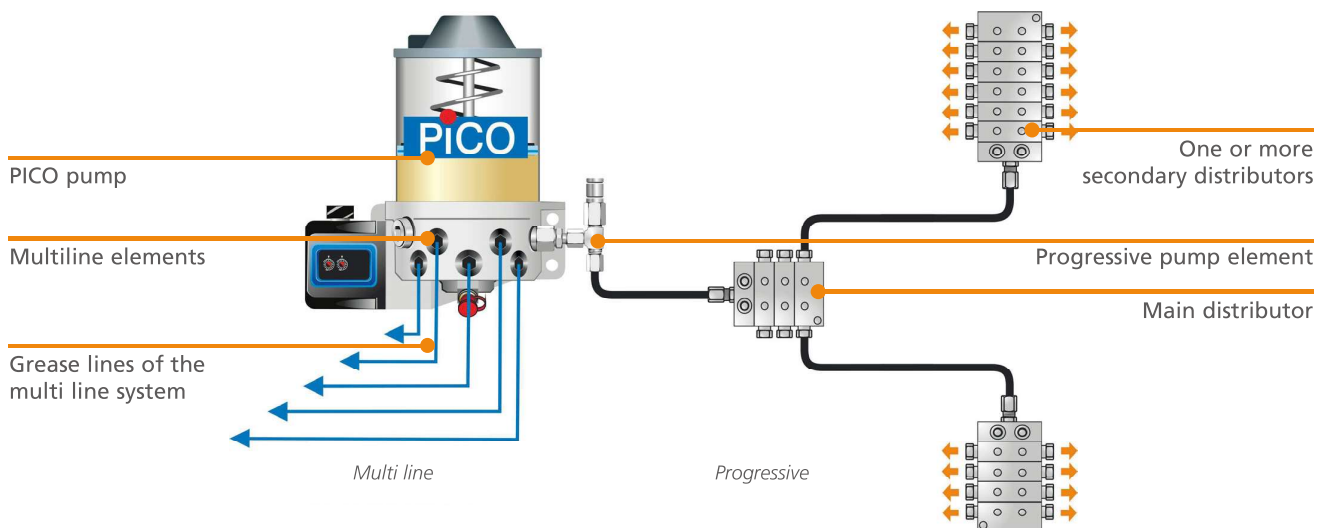 PiCO
PICO pump
Multiline elements
Grease lines of the
multi line system
Multi line
Progressive
One or more
secondary distributors
Progressive pump element
Main distributor